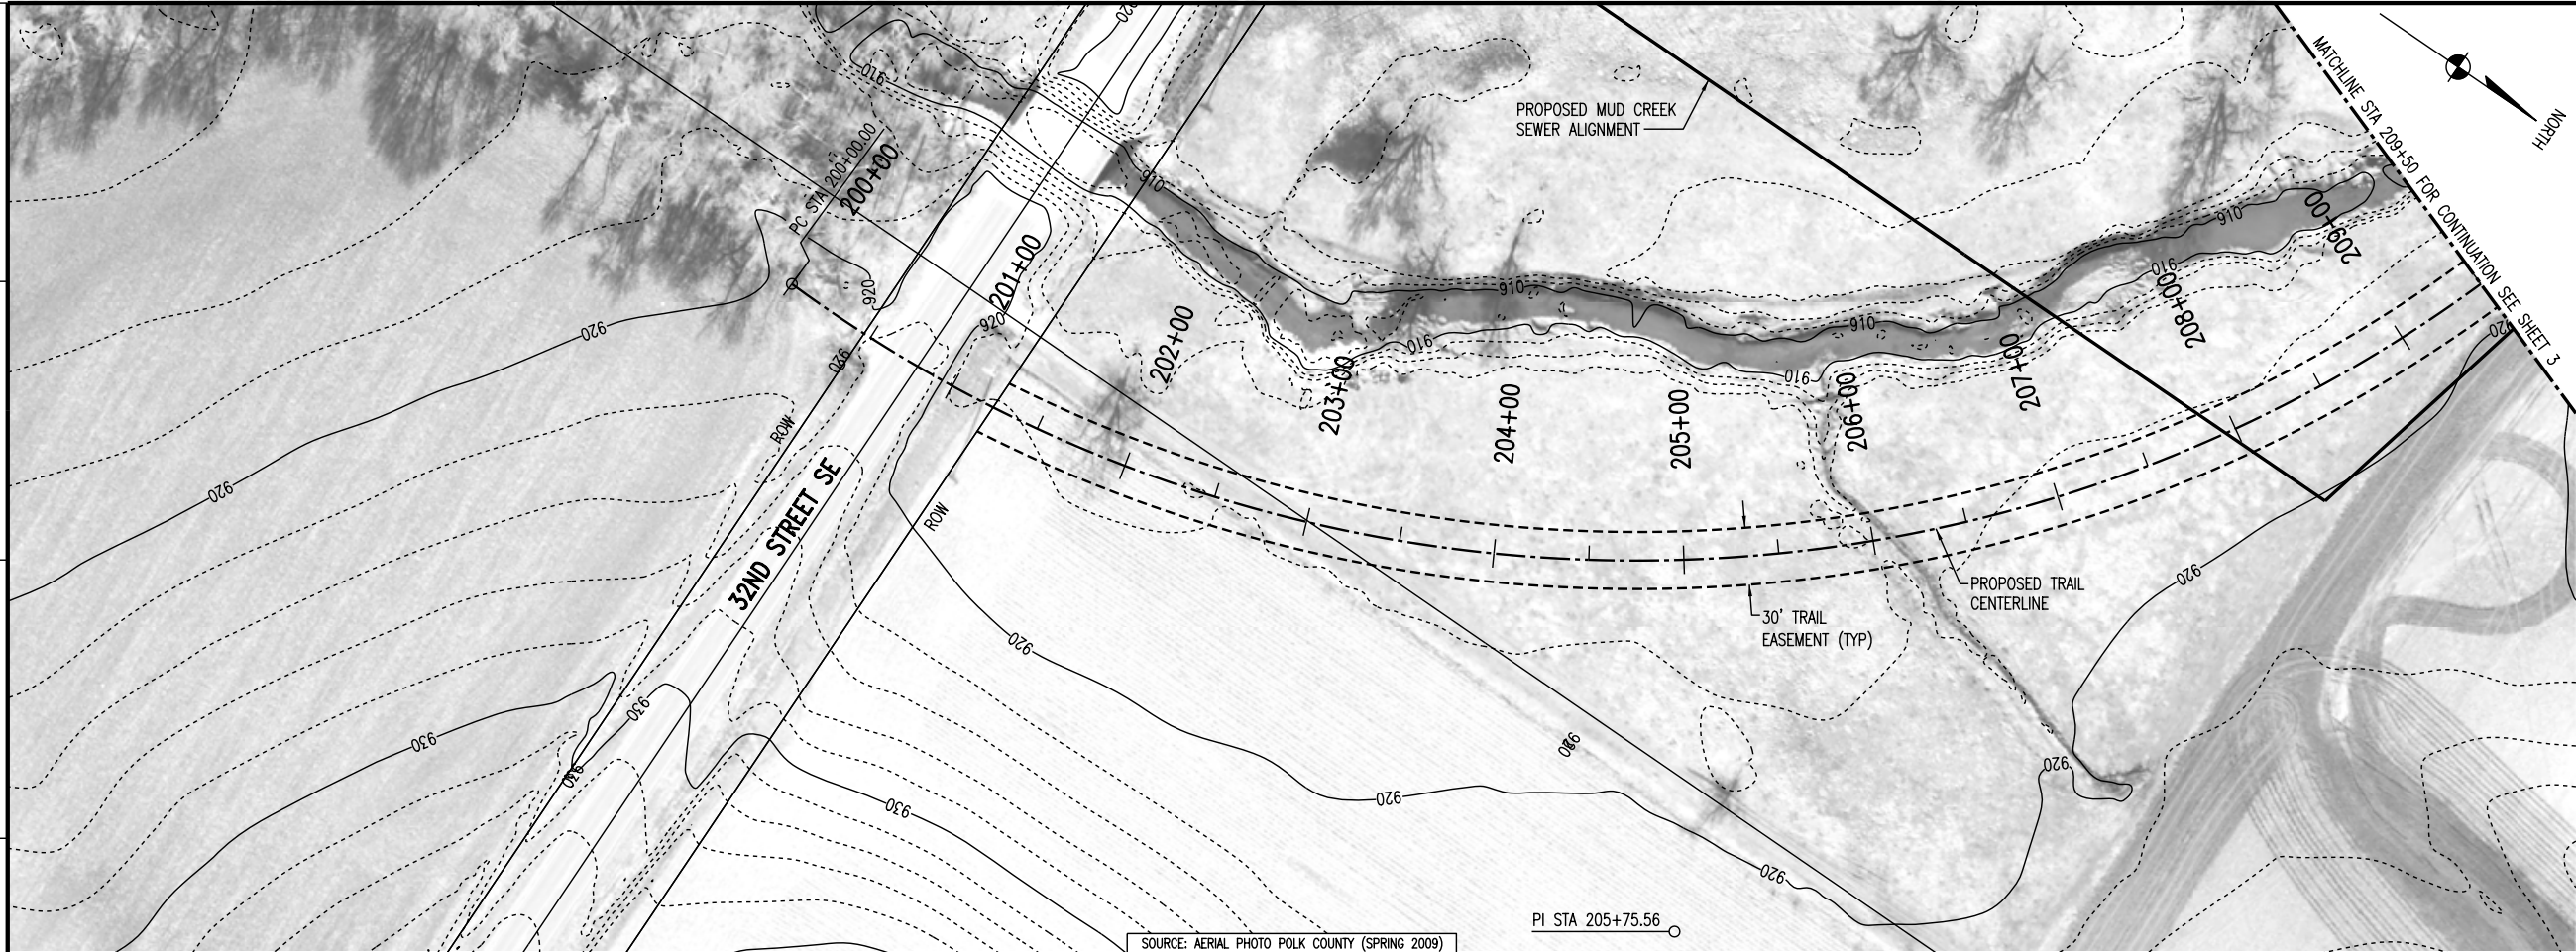 920
916
910
PC STA 200+00.00
200+00
201+00
920
920
920
920
202+00
203+00
910
910
204+00
205+00
910
910
206+00
207+00
910
208+00
910
209+00
920
PROPOSED MUD CREEK
SEWER ALIGNMENT
MATCHLINE STA 209+50 FOR CONTINUATION SEE SHEET 3
NORTH
920
ROW
ROW
32ND STREET SE
PROPOSED TRAIL
CENTERLINE
30' TRAIL
EASEMENT (TYP)
920
920
930
930
930
930
920
920
920
PI STA 205+75.56
SOURCE: AERIAL PHOTO POLK COUNTY (SPRING 2009)